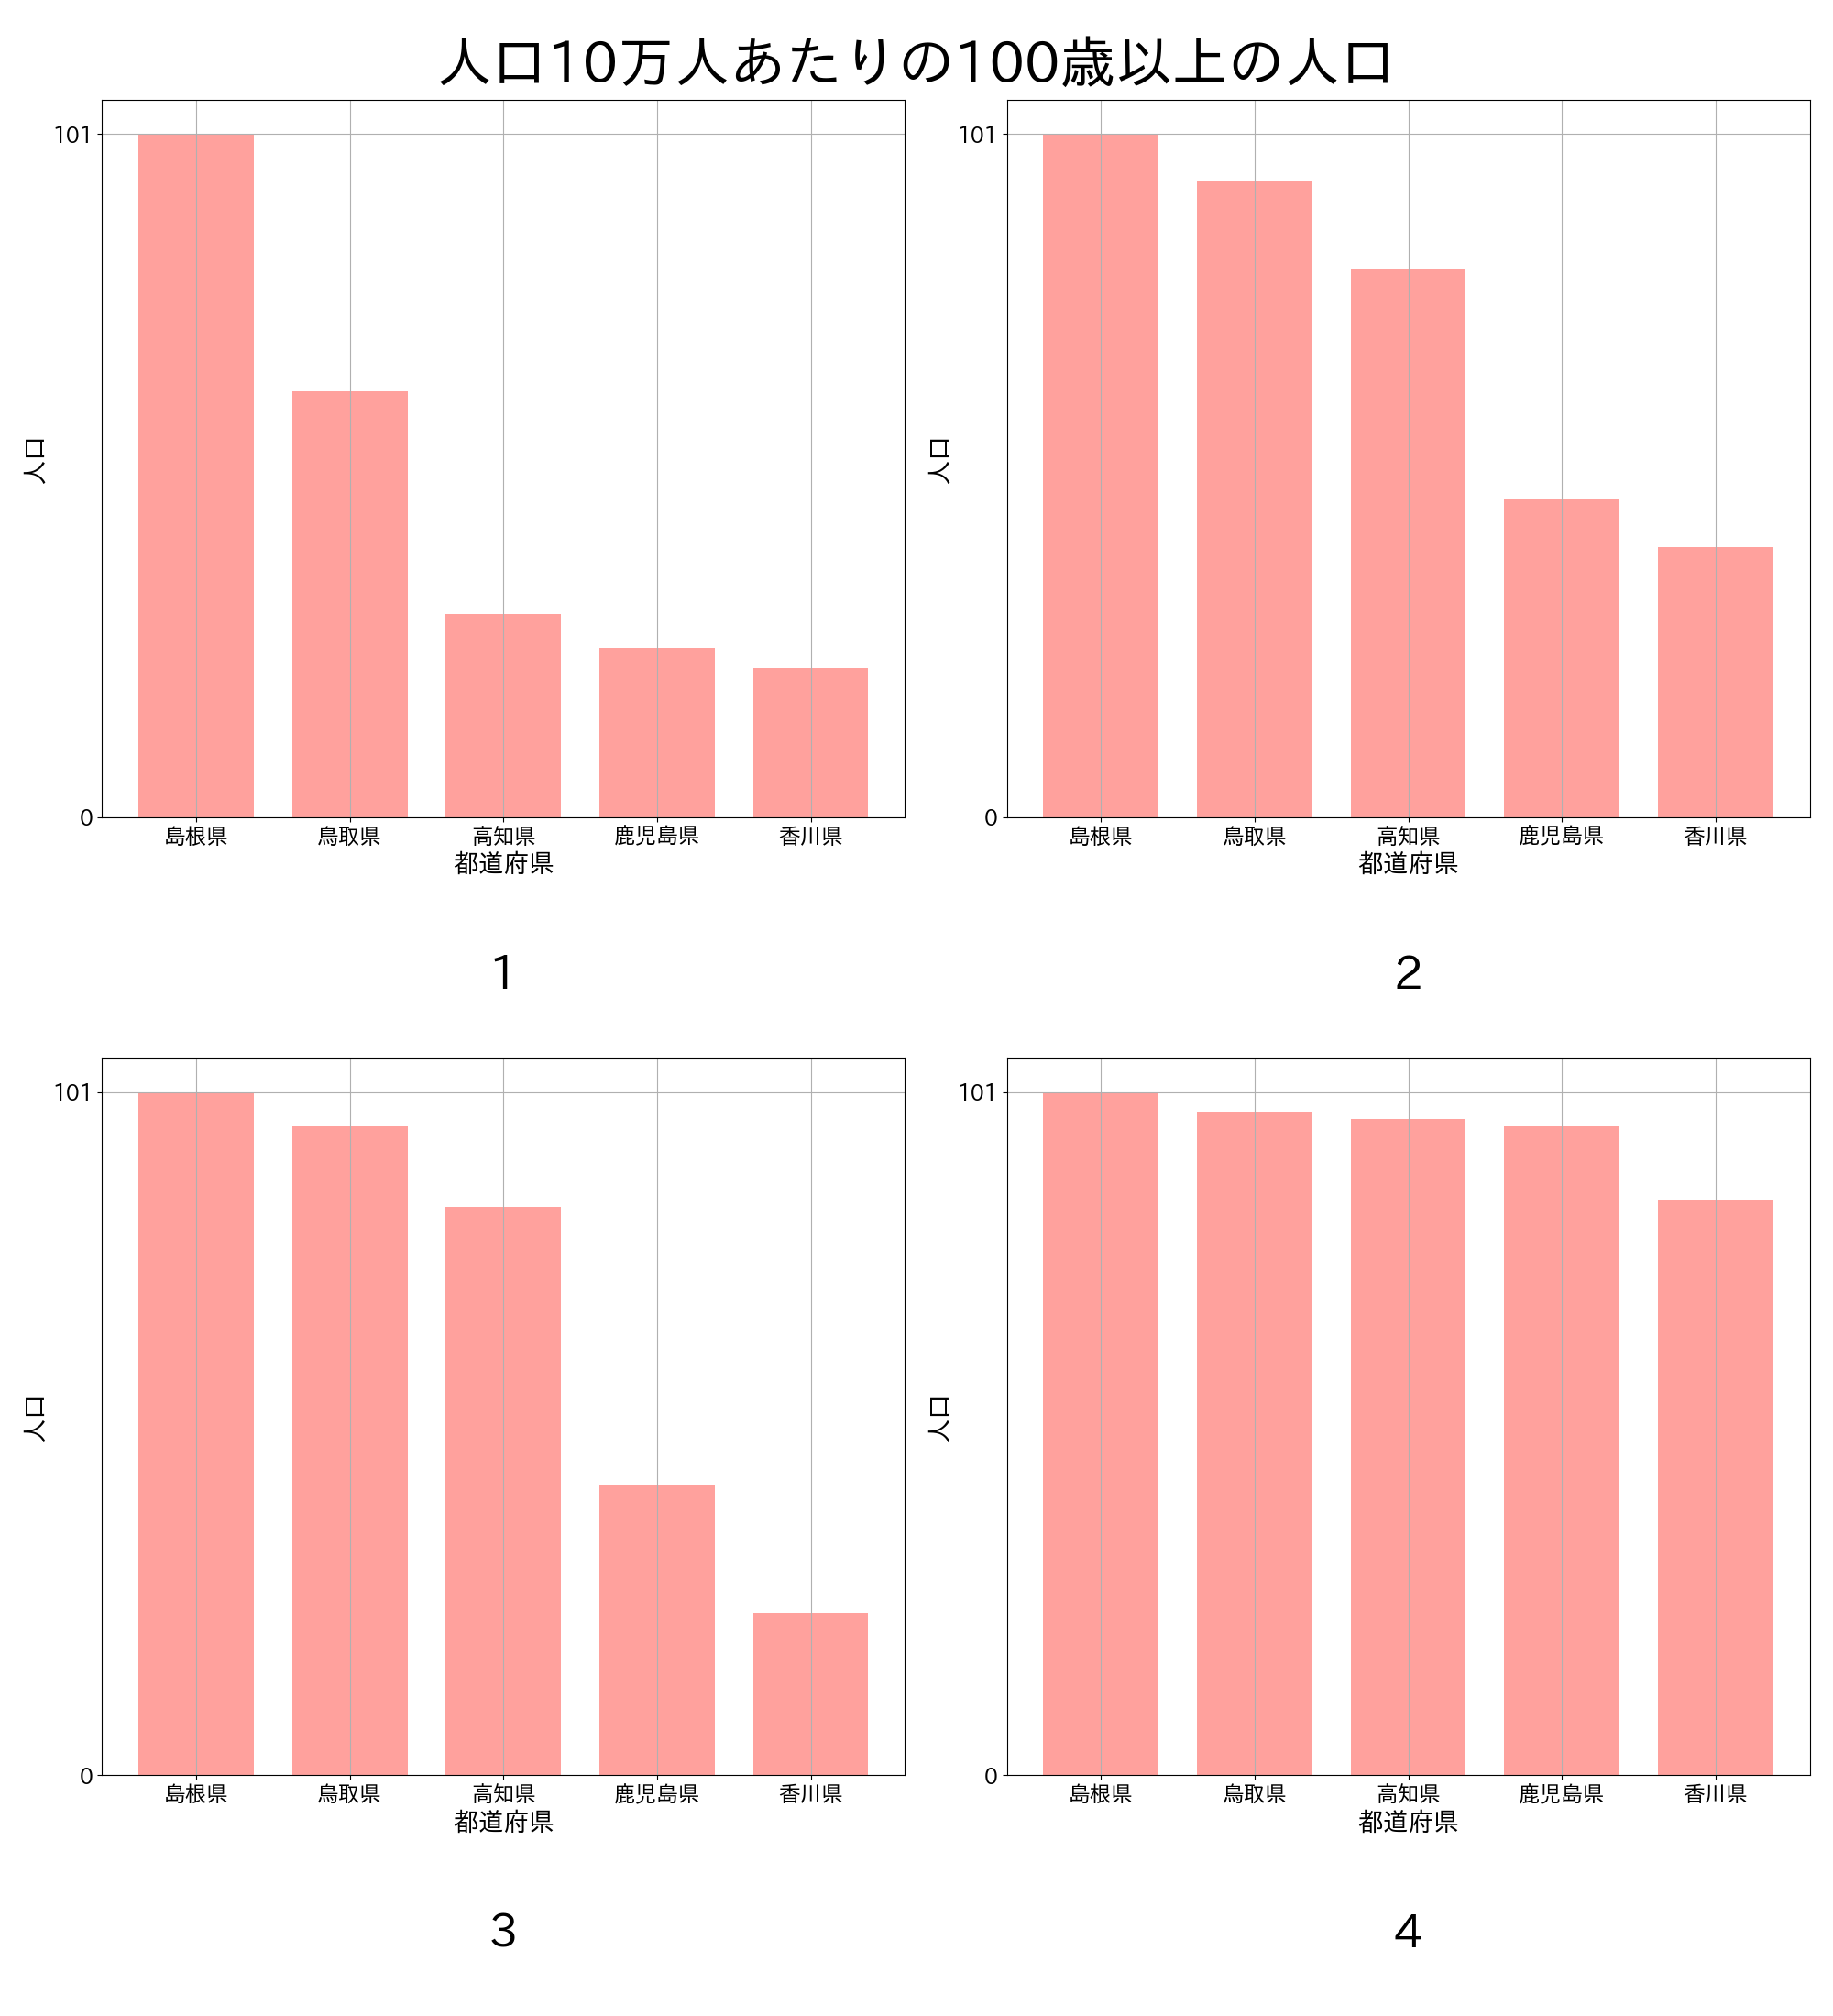 人口10万人あたりの100歳以上の人口
101
0
人口
島根県 鳥取県 高知県 鹿児島県 香川県
都道府県
1
101
0
人口
島根県 鳥取県 高知県 鹿児島県 香川県
都道府県
2
101
0
人口
島根県 鳥取県 高知県 鹿児島県 香川県
都道府県
3
101
0
人口
島根県 鳥取県 高知県 鹿児島県 香川県
都道府県
4